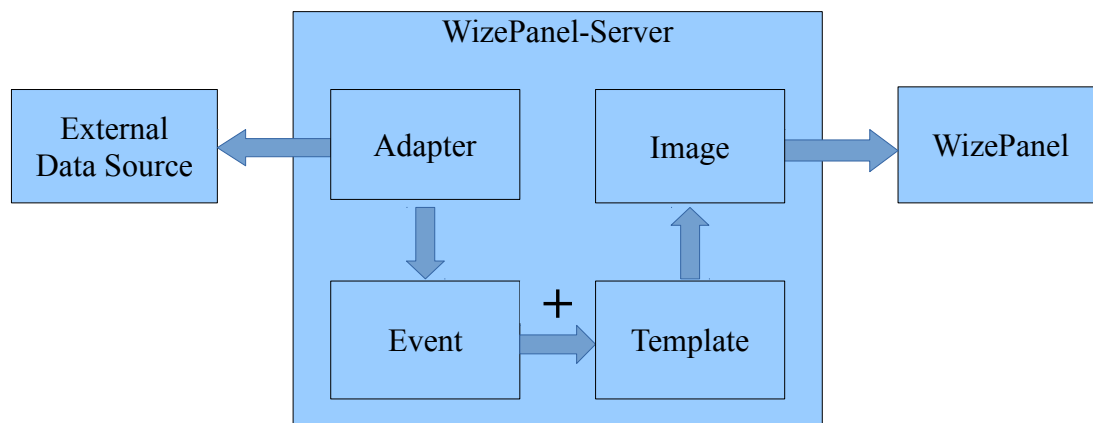 WizePanel-Server
External
Data Source
Adapter
Image
WizePanel
+
Event
Template